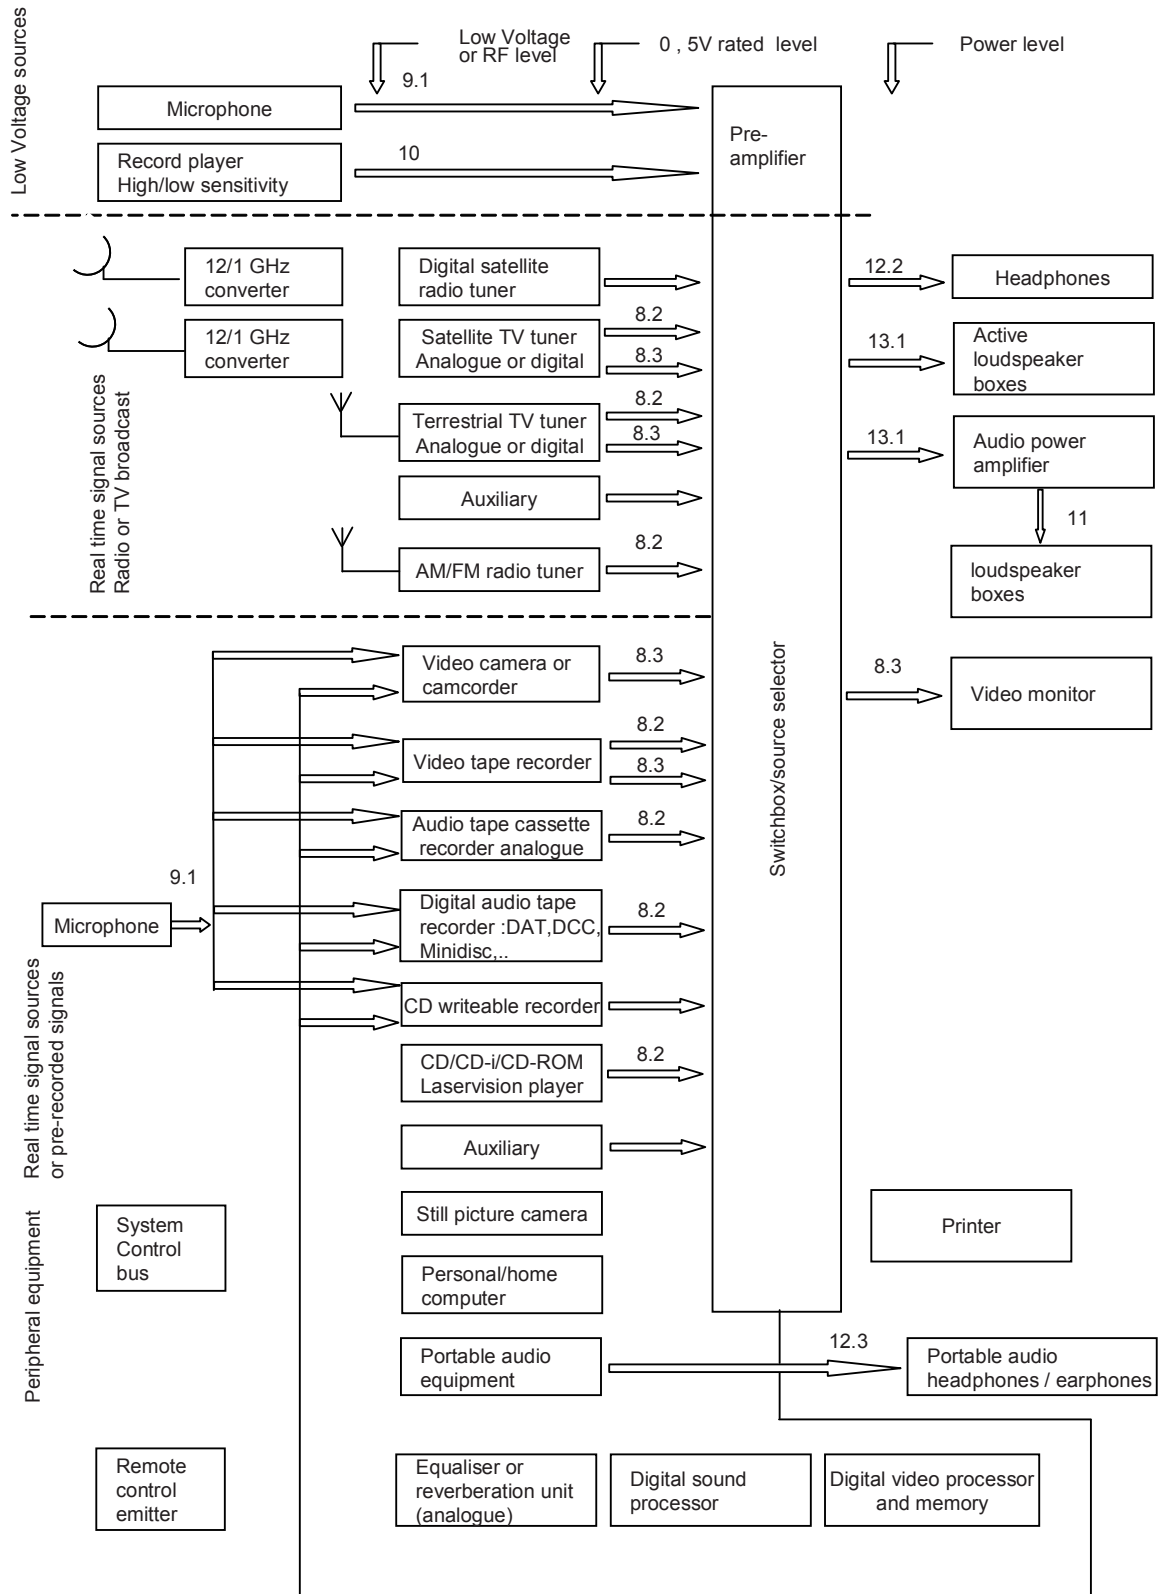 Low Voltage sources
Low Voltage
or RF level
0 , 5V rated level
Power level
9.1
Microphone
Pre-
amplifier
10
Record player
High/low sensitivity
Real time signal sources
Radio or TV broadcast
12/1 GHz
converter
Digital satellite
radio tuner
12.2
Headphones
12/1 GHz
converter
Satellite TV tuner
Analogue or digital
8.2
8.3
13.1
Active
loudspeaker
boxes
Terrestrial TV tuner
Analogue or digital
8.2
8.3
13.1
Audio power
amplifier
Auxiliary
11
AM/FM radio tuner
8.2
loudspeaker
boxes
Switchbox/source selector
Video camera or
camcorder
8.3
8.3
Video monitor
Video tape recorder
8.2
8.3
Audio tape cassette
recorder analogue
8.2
9.1
Microphone
Digital audio tape
recorder :DAT,DCC,
Minidisc,..
8.2
Real time signal sources
or pre-recorded signals
CD writeable recorder
CD/CD-i/CD-ROM
Laservision player
8.2
Auxiliary
Peripheral equipment
System
Control
bus
Still picture camera
Printer
Personal/home
computer
Portable audio
equipment
12.3
Portable audio
headphones / earphones
Remote
control
emitter
Equaliser or
reverberation unit
(analogue)
Digital sound
processor
Digital video processor
and memory